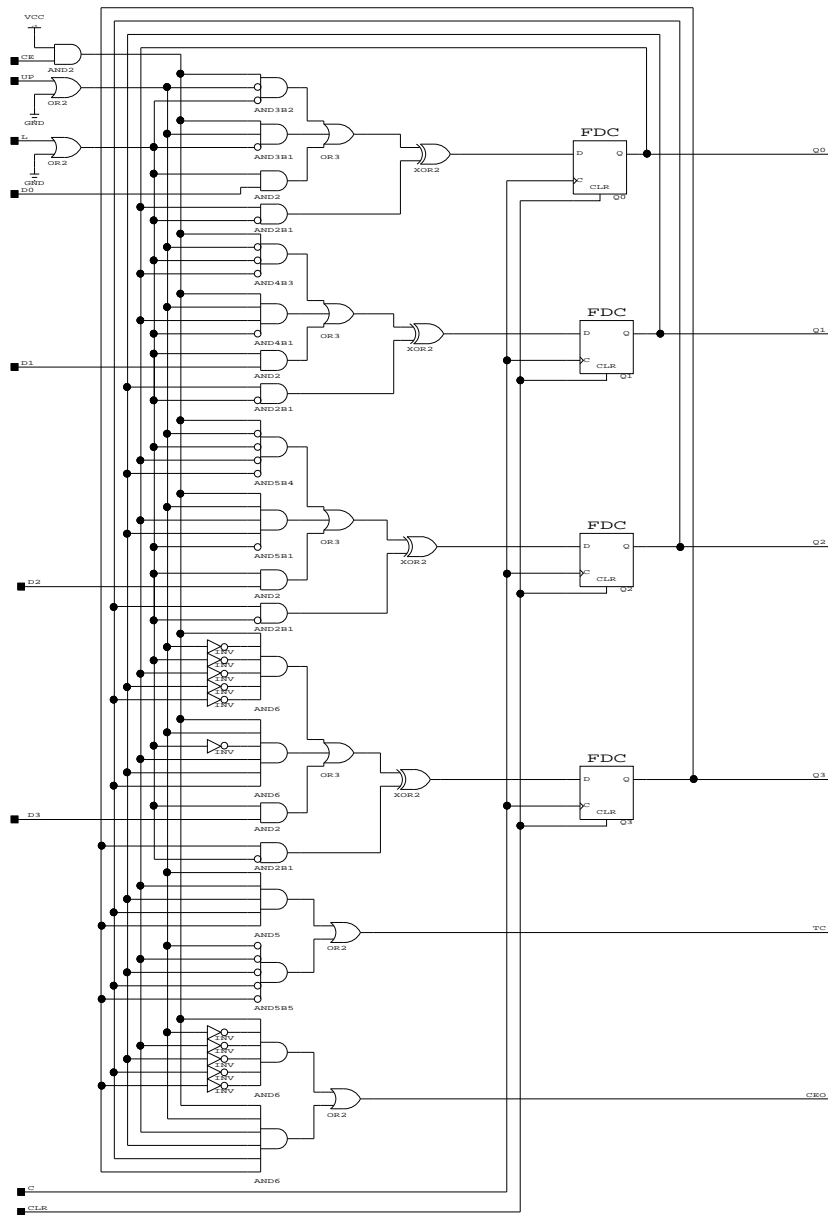 VCC
CE
AND2
UP
OR2
GND
AND3B2
L
OR2
GND
AND3B1
OR3
XOR2
FDC
D Q
C
CLR
Q0
Q0
D0
AND2
AND2B1
AND4B3
AND4B1
OR3
XOR2
FDC
D Q
C
CLR
Q1
Q1
D1
AND2
AND2B1
AND5B4
AND5B1
OR3
XOR2
FDC
D Q
C
CLR
Q2
Q2
D2
AND2
AND2B1
INV
INV
INV
INV
INV
AND6
INV
AND6
OR3
XOR2
FDC
D Q
C
CLR
Q3
Q3
D3
AND2
AND2B1
AND5
OR2
TC
AND5B5
INV
INV
INV
INV
INV
AND6
OR2
CEO
AND6
C
CLR